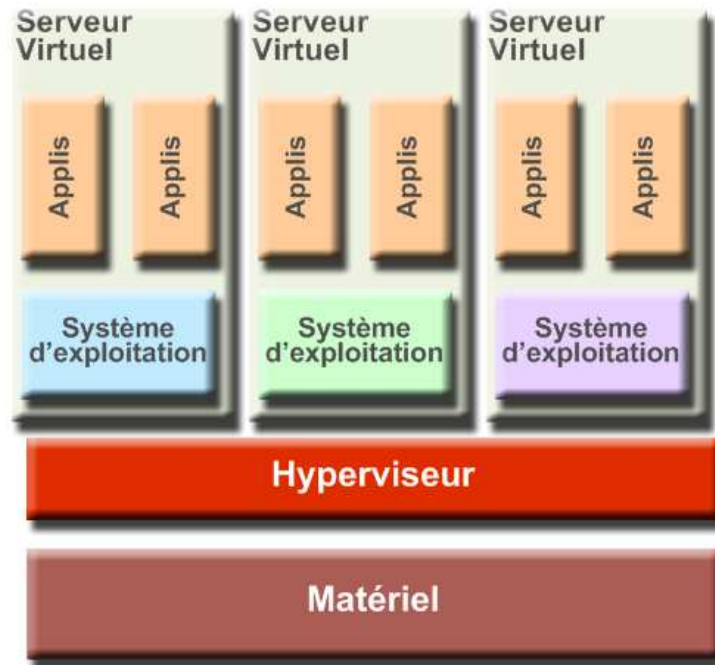 Serveur
Virtuel
Serveur
Virtuel
Serveur
Virtuel
Applis
Applis
Applis
Applis
Applis
Applis
Système
d'exploitation
Système
d'exploitation
Système
d'exploitation
Hyperviseur
Matériel